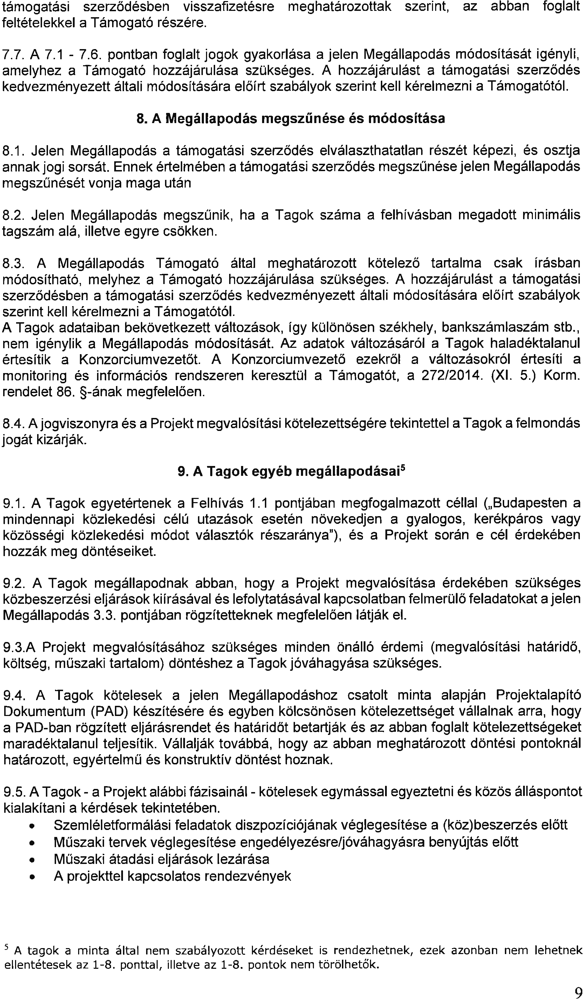 támogatási szerződésben visszafizetésre meghatározottak szerint, az abban foglalt
feltételekkel a Támogató részére.
7.7. A 7.1 - 7.6. pontban foglalt jogok gyakorlása a jelen Megállapodás módosítását igényli,
amelyhez a Támogató hozzájárulása szükséges. A hozzájárulást a támogatási szerződés
kedvezményezett általi módosítására előírt szabályok szerint kell kérelmezni a Támogatótól.
8. A Megállapodás megszűnése és módosítása
8.1. Jelen Megállapodás a támogatási szerződés elválaszthatatlan részét képezi, és osztja
annak jogi sorsát. Ennek értelmében a támogatási szerződés megszűnése jelen Megállapodás
megszűnését vonja maga után
8.2. Jelen Megállapodás megszűnik, ha a Tagok száma a felhívásban megadott minimális
tagszám alá, illetve egyre csökken.
8.3. A Megállapodás Támogató által meghatározott kötelező tartalma csak írásban
módosítható, melyhez a Támogató hozzájárulása szükséges. A hozzájárulást a támogatási
szerződésben a támogatási szerződés kedvezményezett általi módosítására előírt szabályok
szerint kell kérelmezni a Támogatótól.
A Tagok adataiban bekövetkezett változások, így különösen székhely, bankszámlaszám stb.,
nem igénylik a Megállapodás módosítását. Az adatok változásáról a Tagok haladéktalanul
értesítik a Konzorciumvezetőt. A Konzorciumvezető ezekről a változásokról értesíti a
monitoring és információs rendszeren keresztül a Támogatót, a 272/2014. (XI. 5.) Korm.
rendelet 86. §-ának megfelelően.
8.4. A jogviszonyra és a Projekt megvalósítási kötelezettségére tekintettel a Tagok a felmondás
jogát kizárják.
9. A Tagok egyéb megállapodásai⁵
9.1. A Tagok egyetértenek a Felhívás 1.1 pontjában megfogalmazott céllal („Budapesten a
mindennapi közlekedési célú utazások esetén növekedjen a gyalogos, kerékpáros vagy
közösségi közlekedési módot választók részaránya"), és a Projekt során e cél érdekében
hozzák meg döntéseiket.
9.2. A Tagok megállapodnak abban, hogy a Projekt megvalósítása érdekében szükséges
közbeszerzési eljárások kiírásával és lefolytatásával kapcsolatban felmerülő feladatokat a jelen
Megállapodás 3.3. pontjában rögzítetteknek megfelelően látják el.
9.3.A Projekt megvalósításához szükséges minden önálló érdemi (megvalósítási határidő,
költség, műszaki tartalom) döntéshez a Tagok jóváhagyása szükséges.
9.4. A Tagok kötelesek a jelen Megállapodáshoz csatolt minta alapján Projektalapító
Dokumentum (PAD) készítésére és egyben kölcsönösen kötelezettséget vállalnak arra, hogy
a PAD-ban rögzített eljárásrendet és határidőt betartják és az abban foglalt kötelezettségeket
maradéktalanul teljesítik. Vállalják továbbá, hogy az abban meghatározott döntési pontoknál
határozott, egyértelmű és konstruktív döntést hoznak.
9.5. A Tagok - a Projekt alábbi fázisainál - kötelesek egymással egyeztetni és közös álláspontot
kialakítani a kérdések tekintetében.
• Szemléletformálási feladatok diszpozíciójának véglegesítése a (köz)beszerzés előtt
• Műszaki tervek véglegesítése engedélyezésre/jóváhagyásra benyújtás előtt
• Műszaki átadási eljárások lezárása
• A projekttel kapcsolatos rendezvények
⁵ A tagok a minta által nem szabályozott kérdéseket is rendezhetnek, ezek azonban nem lehetnek
ellentétesek az 1-8. ponttal, illetve az 1-8. pontok nem törölhetők.
9